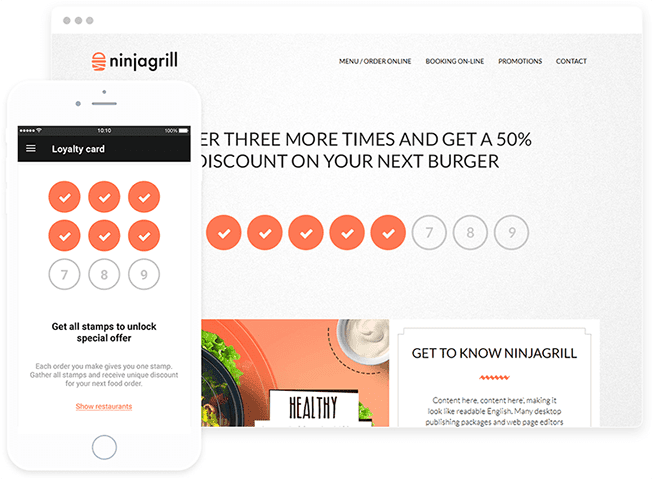 ninjagrill
MENU / ORDER ONLINE BOOKING ON-LINE PROMOTIONS CONTACT
ER THREE MORE TIMES AND GET A 50%
DISCOUNT ON YOUR NEXT BURGER
7 8 9
HEALTHY
GET TO KNOW NINJAGRILL
Content here, content here', making it
look like readable English. Many desktop
publishing packages and web page editors
10:10 100%
Loyalty card
7 8 9
Get all stamps to unlock
special offer
Each order you make gives you one stamp.
Gather all stamps and receive unique discount
for your next food order.
Show restaurants